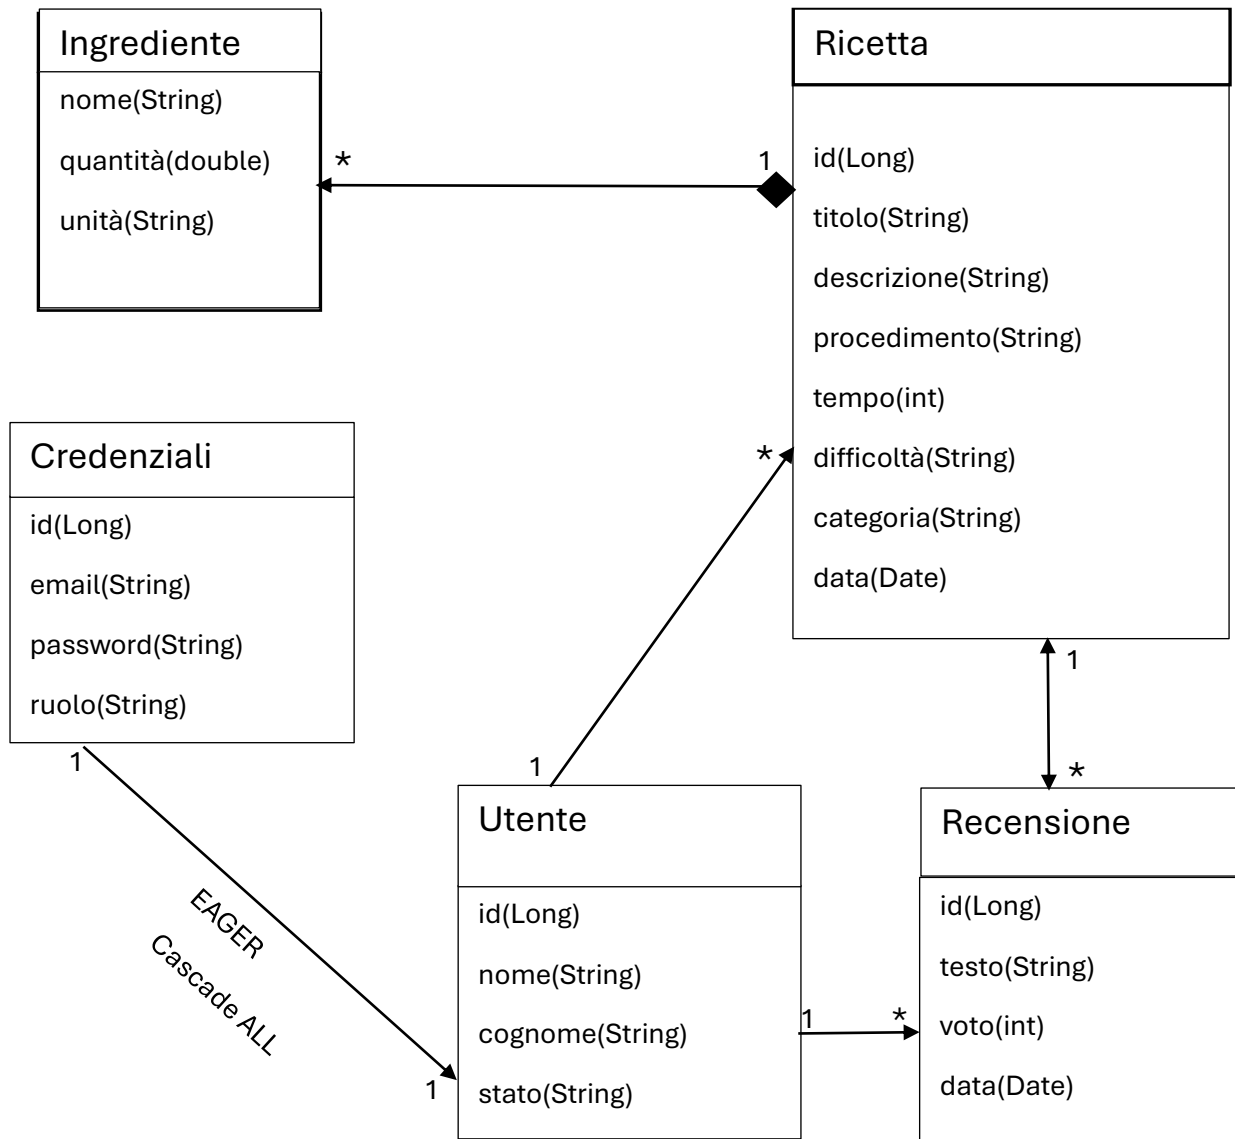 Ingrediente
nome(String)
quantità(double)
unità(String)
*
1
Ricetta
id(Long)
titolo(String)
descrizione(String)
procedimento(String)
tempo(int)
difficoltà(String)
categoria(String)
data(Date)
*
1
Credenziali
id(Long)
email(String)
password(String)
ruolo(String)
1
EAGER
Cascade ALL
1
1
Utente
id(Long)
nome(String)
cognome(String)
stato(String)
1
*
*
Recensione
id(Long)
testo(String)
voto(int)
data(Date)